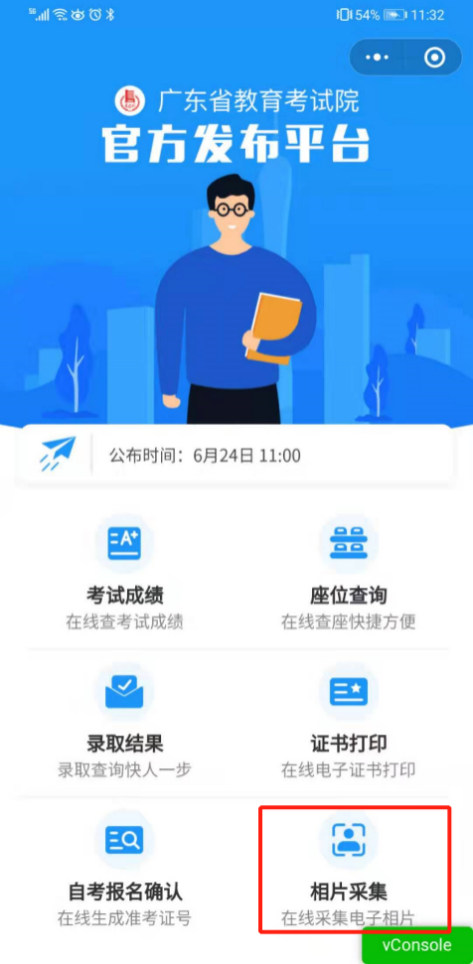 5G 54% 11:32
广东省教育考试院
官方发布平台
公布时间：6月24日 11:00
考试成绩 座位查询
在线查考试成绩 在线查座快捷方便
录取结果 证书打印
录取查询快人一步 在线电子证书打印
自考报名确认 相片采集
在线生成准考证号 在线采集电子相片
vConsole